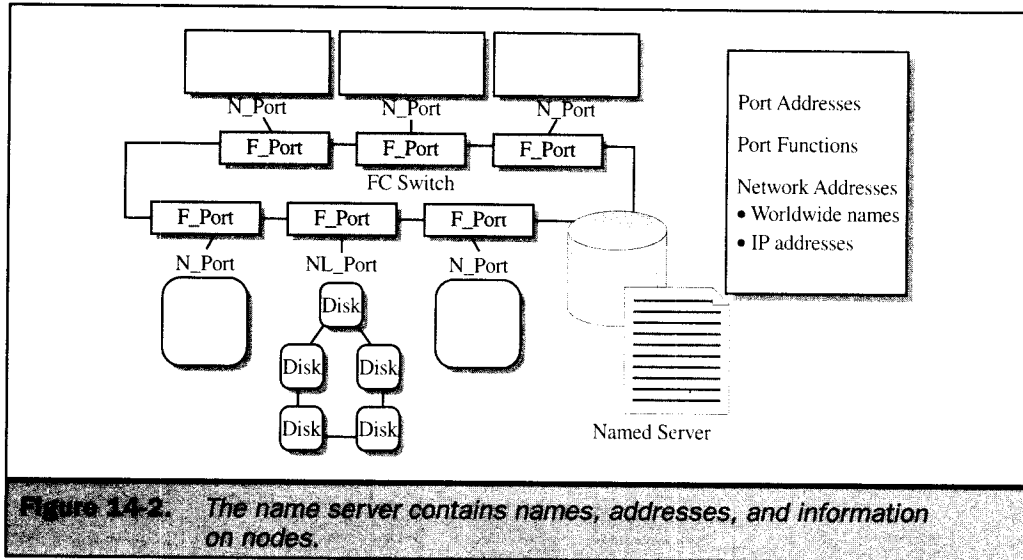 N_Port N_Port N_Port
F_Port F_Port F_Port
FC Switch
F_Port F_Port F_Port
N_Port NL_Port N_Port
Disk
Disk Disk
Disk Disk
Named Server
Port Addresses
Port Functions
Network Addresses
• Worldwide names
• IP addresses
Figure 14-2. The name server contains names, addresses, and information
on nodes.